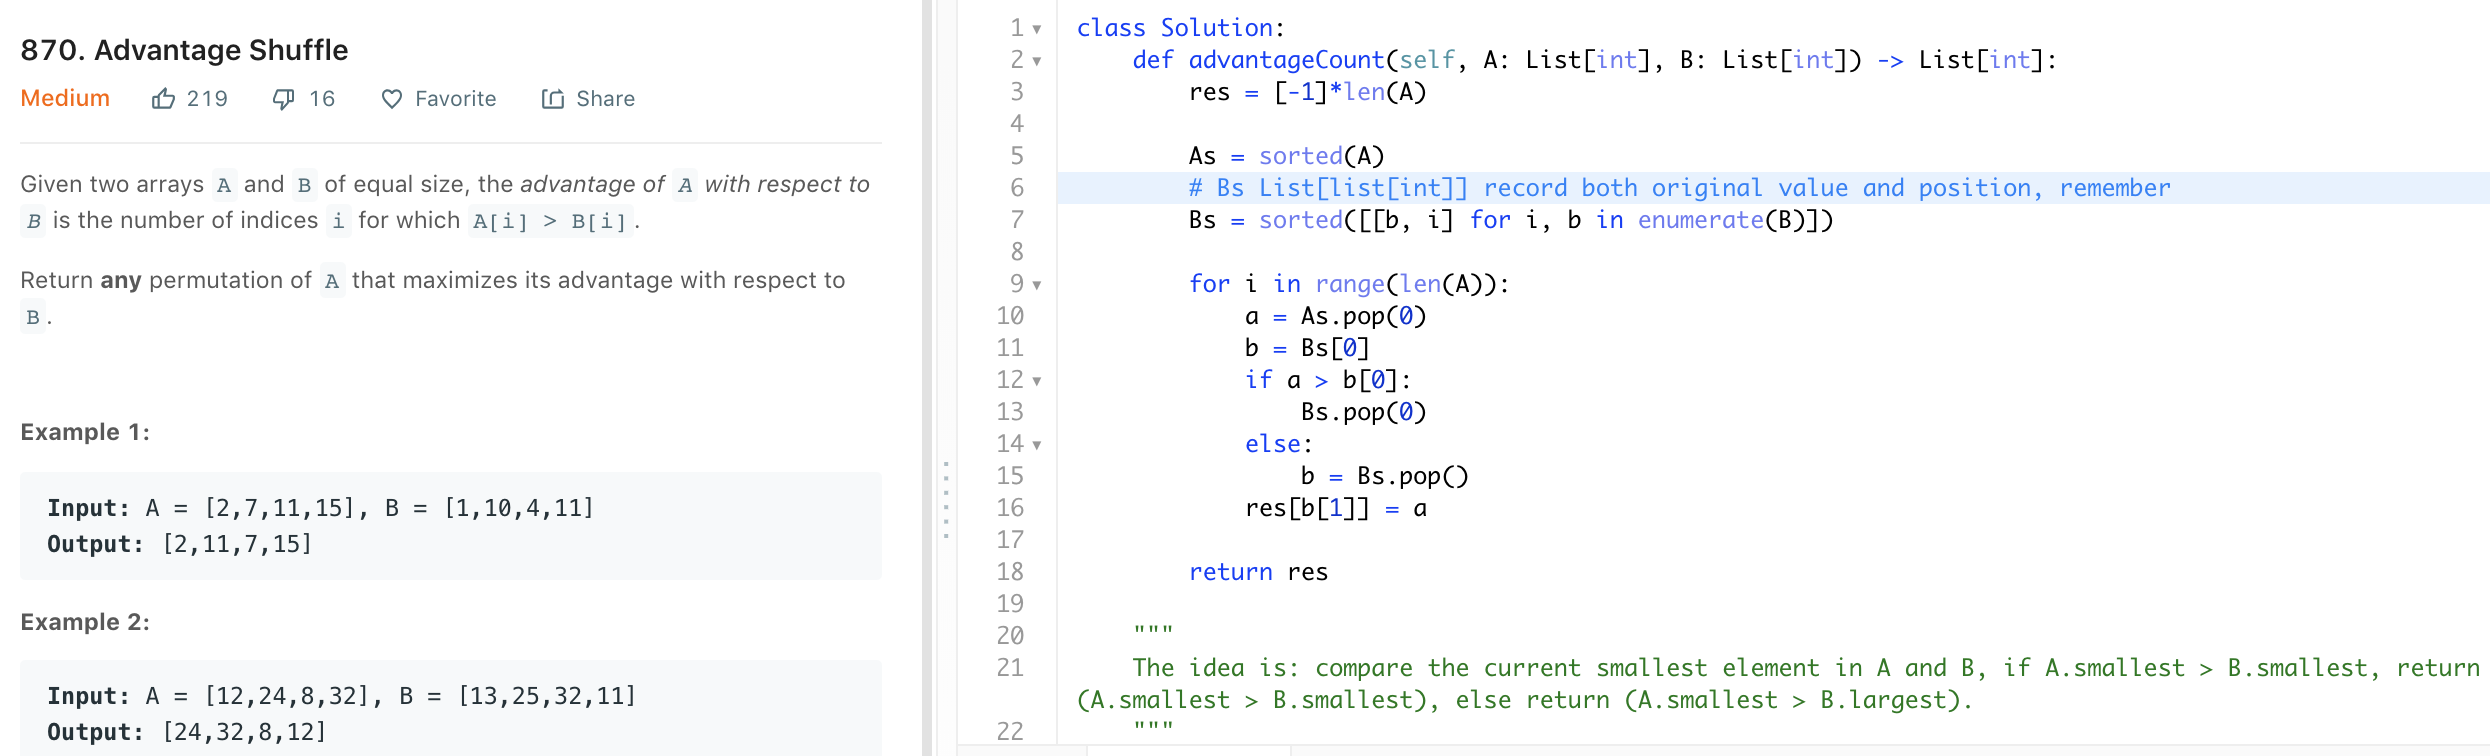 870. Advantage Shuffle
Medium 219 16 Favorite Share
Given two arrays A and B of equal size, the advantage of A with respect to
B is the number of indices i for which A[i] > B[i].
Return any permutation of A that maximizes its advantage with respect to
B.
Example 1:
Input: A = [2,7,11,15], B = [1,10,4,11]
Output: [2,11,7,15]
Example 2:
Input: A = [12,24,8,32], B = [13,25,32,11]
Output: [24,32,8,12]
1 class Solution:
2     def advantageCount(self, A: List[int], B: List[int]) -> List[int]:
3         res = [-1]*len(A)
4
5         As = sorted(A)
6         # Bs List[list[int]] record both original value and position, remember
7         Bs = sorted([[b, i] for i, b in enumerate(B)])
8
9         for i in range(len(A)):
10             a = As.pop(0)
11             b = Bs[0]
12             if a > b[0]:
13                 Bs.pop(0)
14             else:
15                 b = Bs.pop()
16             res[b[1]] = a
17
18         return res
19
20     """
21     The idea is: compare the current smallest element in A and B, if A.smallest > B.smallest, return
(A.smallest > B.smallest), else return (A.smallest > B.largest).
22     """